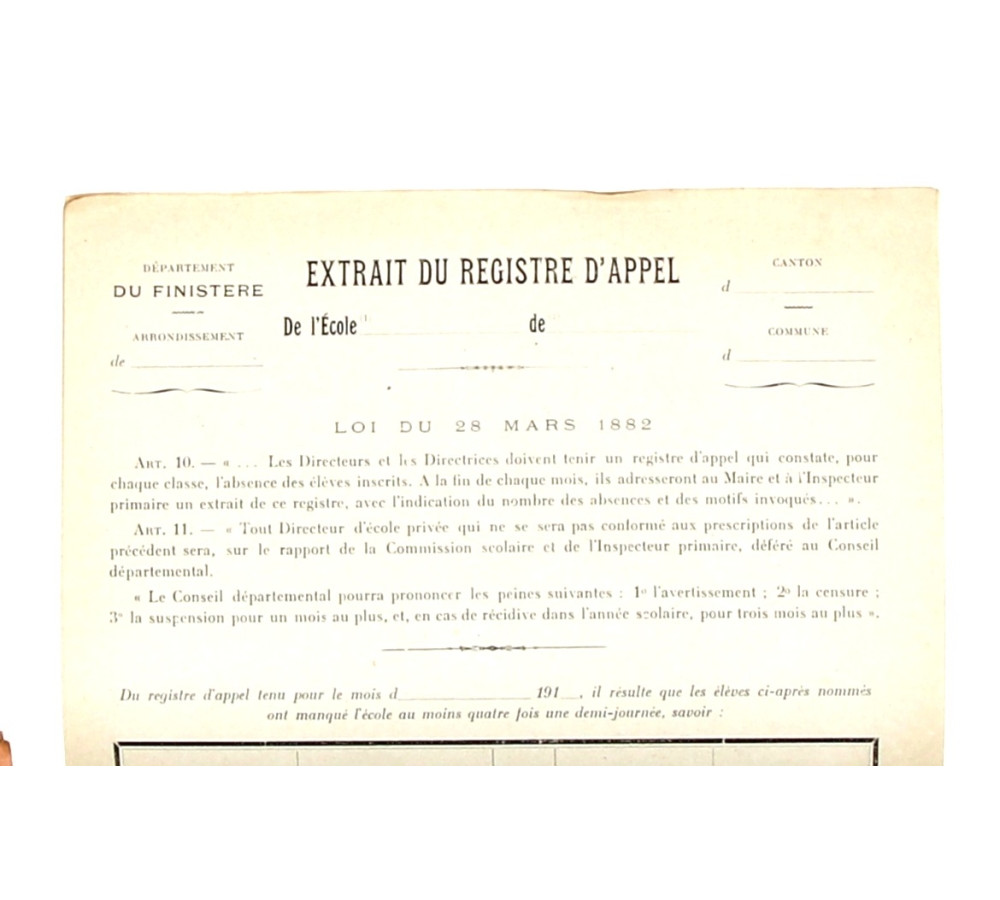 DÉPARTEMENT
DU FINISTERE
ARRONDISSEMENT
de
EXTRAIT DU REGISTRE D'APPEL
De l'École de
CANTON
d
COMMUNE
d
LOI DU 28 MARS 1882
ART. 10. — « ... Les Directeurs et les Directrices doivent tenir un registre d'appel qui constate, pour
chaque classe, l'absence des élèves inscrits. A la fin de chaque mois, ils adresseront au Maire et à l'Inspecteur
primaire un extrait de ce registre, avec l'indication du nombre des absences et des motifs invoqués... ».
ART. 11. — « Tout Directeur d'école privée qui ne se sera pas conformé aux prescriptions de l'article
précédent sera, sur le rapport de la Commission scolaire et de l'Inspecteur primaire, déféré au Conseil
départemental.
« Le Conseil départemental pourra prononcer les peines suivantes : 1º l'avertissement ; 2º la censure ;
3º la suspension pour un mois au plus, et, en cas de récidive dans l'année scolaire, pour trois mois au plus ».
Du registre d'appel tenu pour le mois d 191 , il résulte que les élèves ci-après nommés
ont manqué l'école au moins quatre fois une demi-journée, savoir :